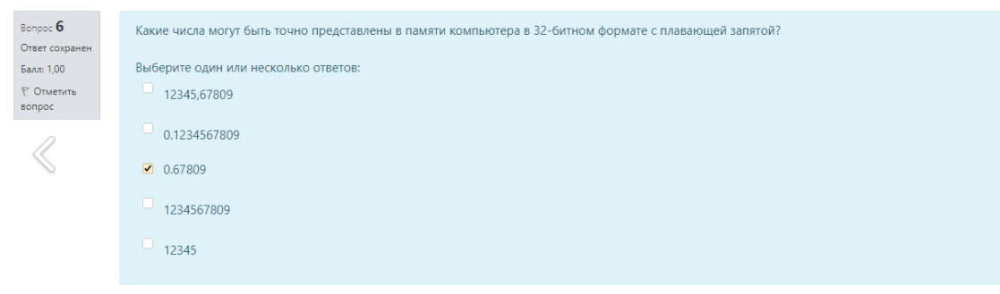 Вопрос 6
Ответ сохранен
Балл: 1,00
Отметить
вопрос
Какие числа могут быть точно представлены в памяти компьютера в 32-битном формате с плавающей запятой?
Выберите один или несколько ответов:
12345,67809
0.1234567809
0.67809
1234567809
12345